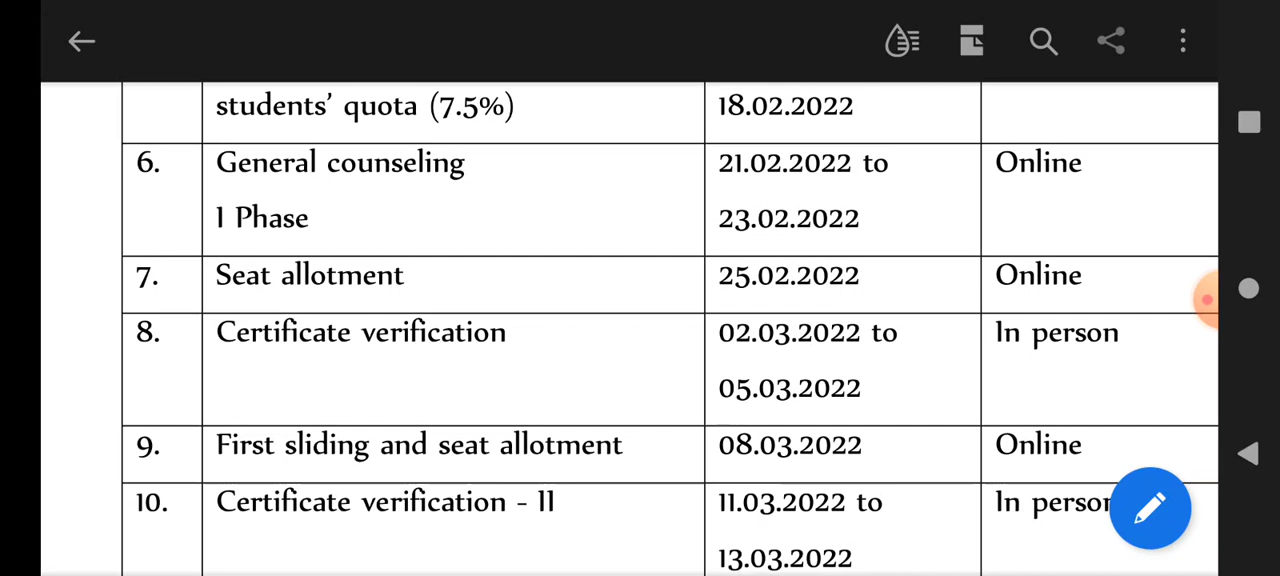 students' quota (7.5%) 18.02.2022
6. General counseling 21.02.2022 to Online
I Phase 23.02.2022
7. Seat allotment 25.02.2022 Online
8. Certificate verification 02.03.2022 to In person
05.03.2022
9. First sliding and seat allotment 08.03.2022 Online
10. Certificate verification - II 11.03.2022 to In person
13.03.2022